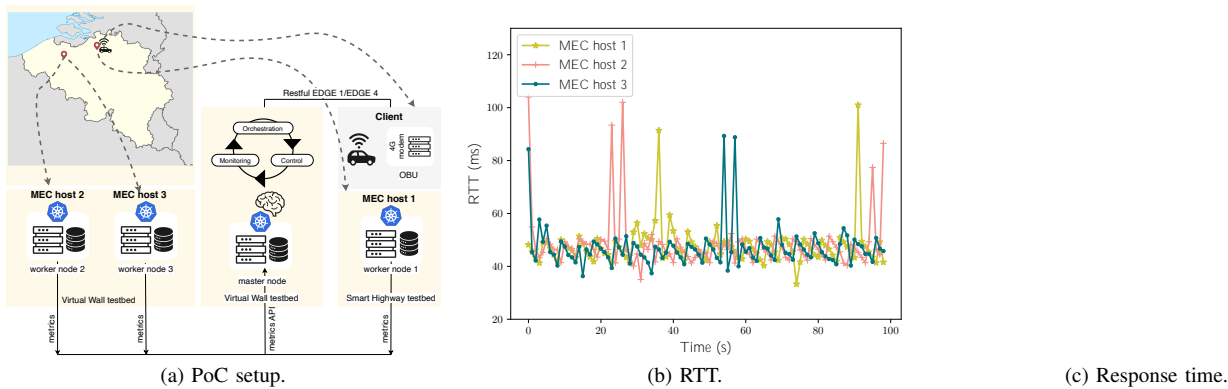 Restful EDGE 1/EDGE 4
Client
4G modem
OBU
Orchestration
Monitoring
Control
MEC host 2
MEC host 3
MEC host 1
worker node 2
worker node 3
master node
worker node 1
Virtual Wall testbed
Virtual Wall testbed
Smart Highway testbed
metrics
metrics
metrics API
metrics
(a) PoC setup.
MEC host 1
MEC host 2
MEC host 3
RTT (ms)
120
100
80
60
40
20
0
20
40
60
80
100
Time (s)
(b) RTT.
(c) Response time.